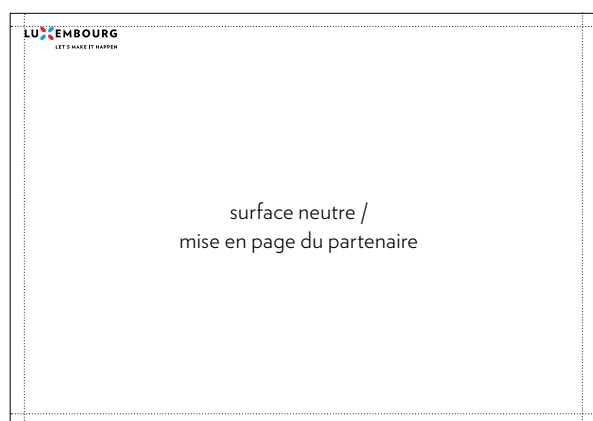 LUXEMBOURG
LET'S MAKE IT HAPPEN
surface neutre /
mise en page du partenaire